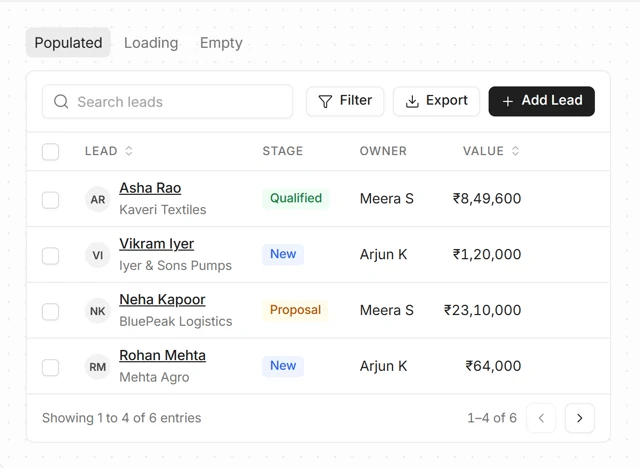 Populated Loading Empty
Search leads Filter Export + Add Lead
LEAD STAGE OWNER VALUE
AR Asha Rao Qualified Meera S ₹8,49,600
Kaveri Textiles
VI Vikram Iyer New Arjun K ₹1,20,000
Iyer & Sons Pumps
NK Neha Kapoor Proposal Meera S ₹23,10,000
BluePeak Logistics
RM Rohan Mehta New Arjun K ₹64,000
Mehta Agro
Showing 1 to 4 of 6 entries 1–4 of 6